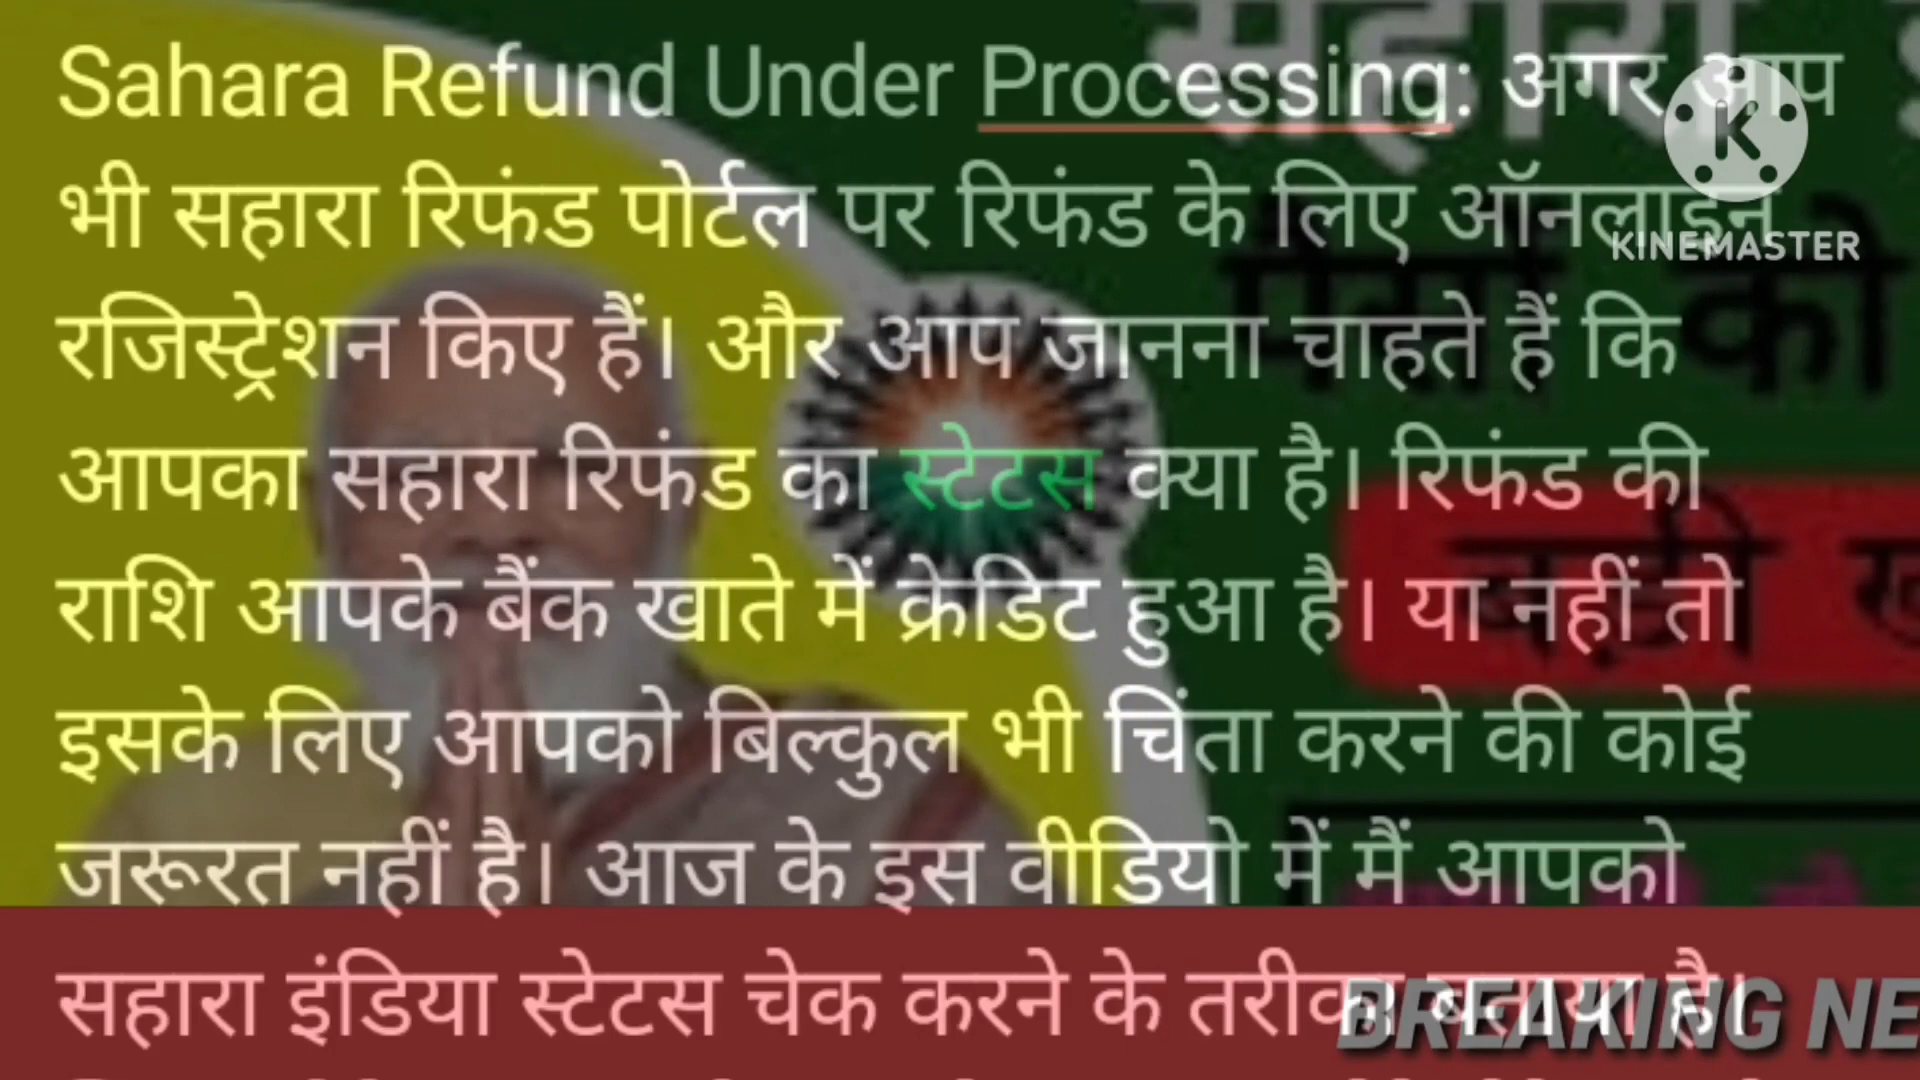 Sahara Refund Under Processing: अगर आप
भी सहारा रिफंड पोर्टल पर रिफंड के लिए ऑनलाइन
रजिस्ट्रेशन किए हैं। और आप जानना चाहते हैं कि
आपका सहारा रिफंड का स्टेटस क्या है। रिफंड की
राशि आपके बैंक खाते में क्रेडिट हुआ है। या नहीं तो
इसके लिए आपको बिल्कुल भी चिंता करने की कोई
जरूरत नहीं है। आज के इस वीडियो में मैं आपको
सहारा इंडिया स्टेटस चेक करने के तरीका बताया है।
KINEMASTER
सहारा
को
बड़ी
BREAKING NE